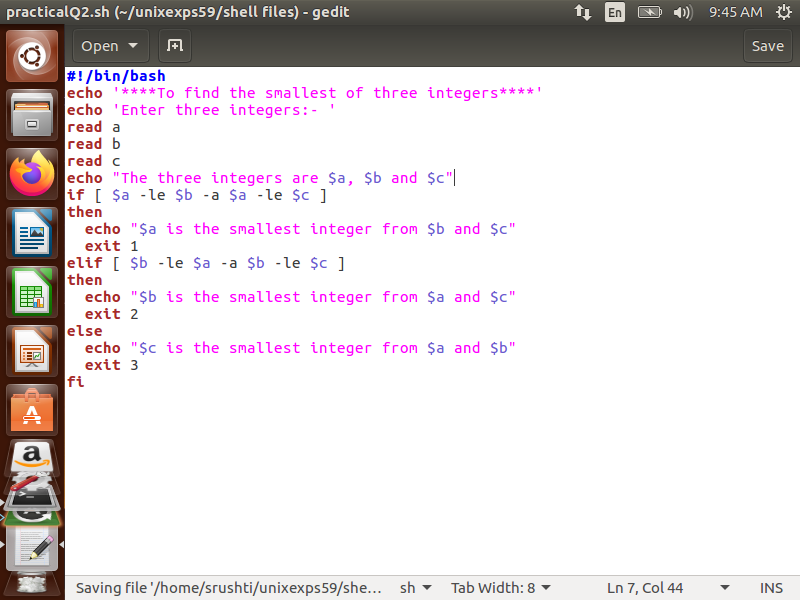 practicalQ2.sh (~/unixexps59/shell files) - gedit
En
9:45 AM
Open
Save
#!/bin/bash
echo '****To find the smallest of three integers****'
echo 'Enter three integers:- '
read a
read b
read c
echo "The three integers are $a, $b and $c"
if [ $a -le $b -a $a -le $c ]
then
  echo "$a is the smallest integer from $b and $c"
  exit 1
elif [ $b -le $a -a $b -le $c ]
then
  echo "$b is the smallest integer from $a and $c"
  exit 2
else
  echo "$c is the smallest integer from $a and $b"
  exit 3
fi
a
Saving file '/home/srushti/unixexps59/she... sh Tab Width: 8 Ln 7, Col 44 INS